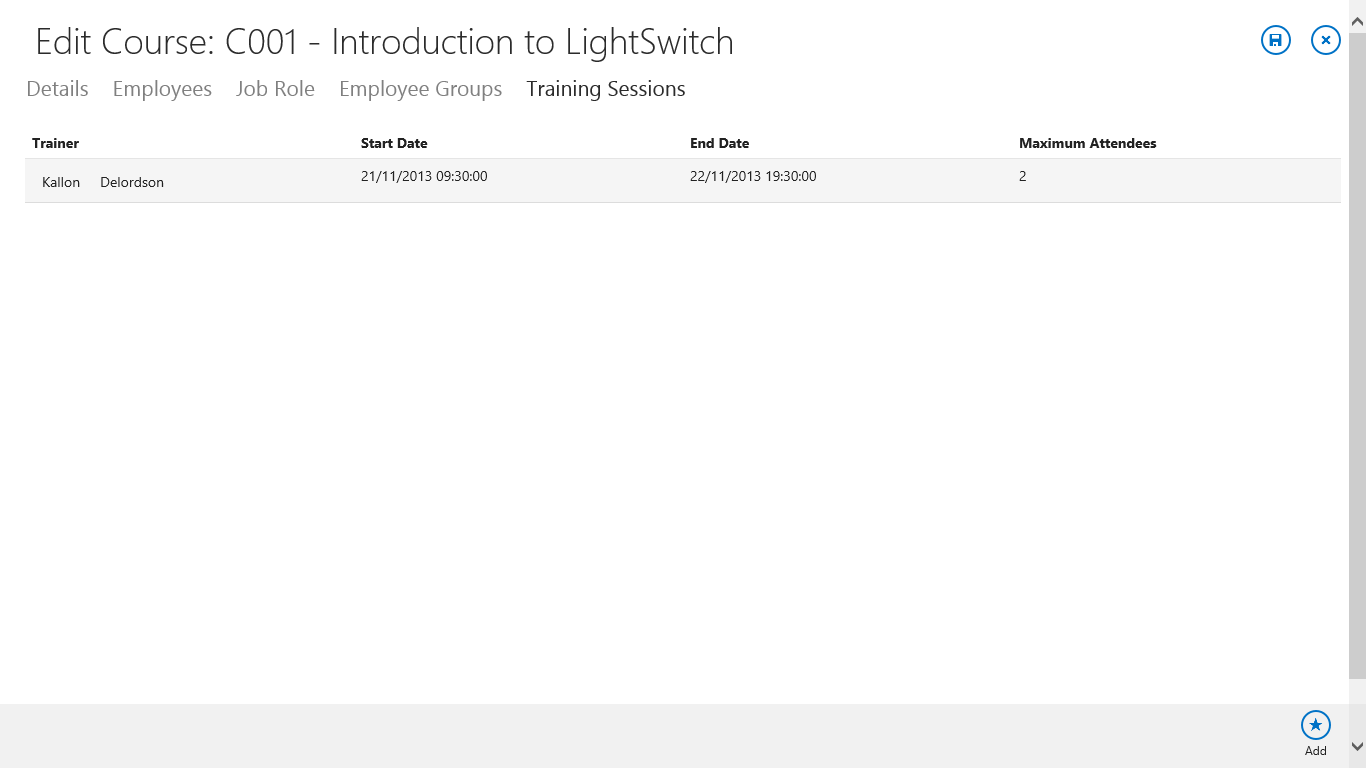 Edit Course: C001 - Introduction to LightSwitch
Details Employees Job Role Employee Groups Training Sessions
Trainer Start Date End Date Maximum Attendees
Kallon Delordson 21/11/2013 09:30:00 22/11/2013 19:30:00 2
Add